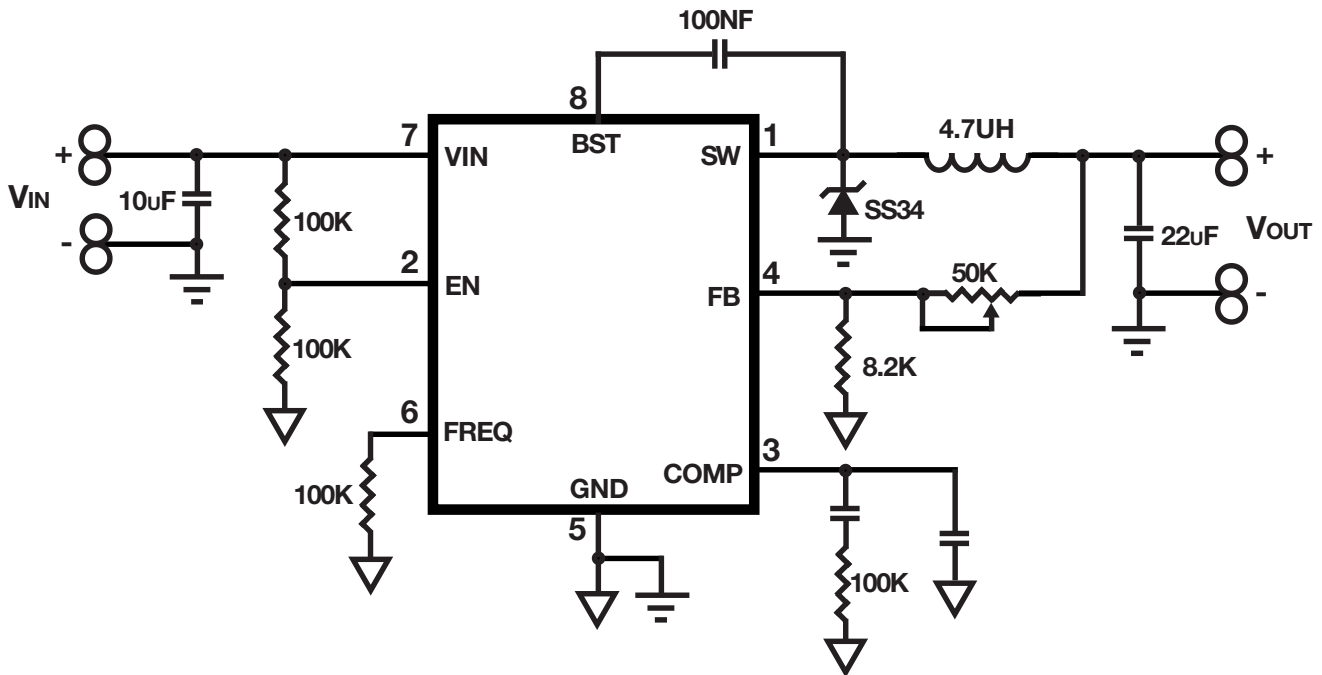 100NF
8
7
BST
1
4.7UH
+
VIN
SW
+
VIN
10uF
100K
SS34
-
2
EN
4
50K
22uF
VOUT
FB
-
100K
8.2K
6
FREQ
3
COMP
100K
GND
5
100K